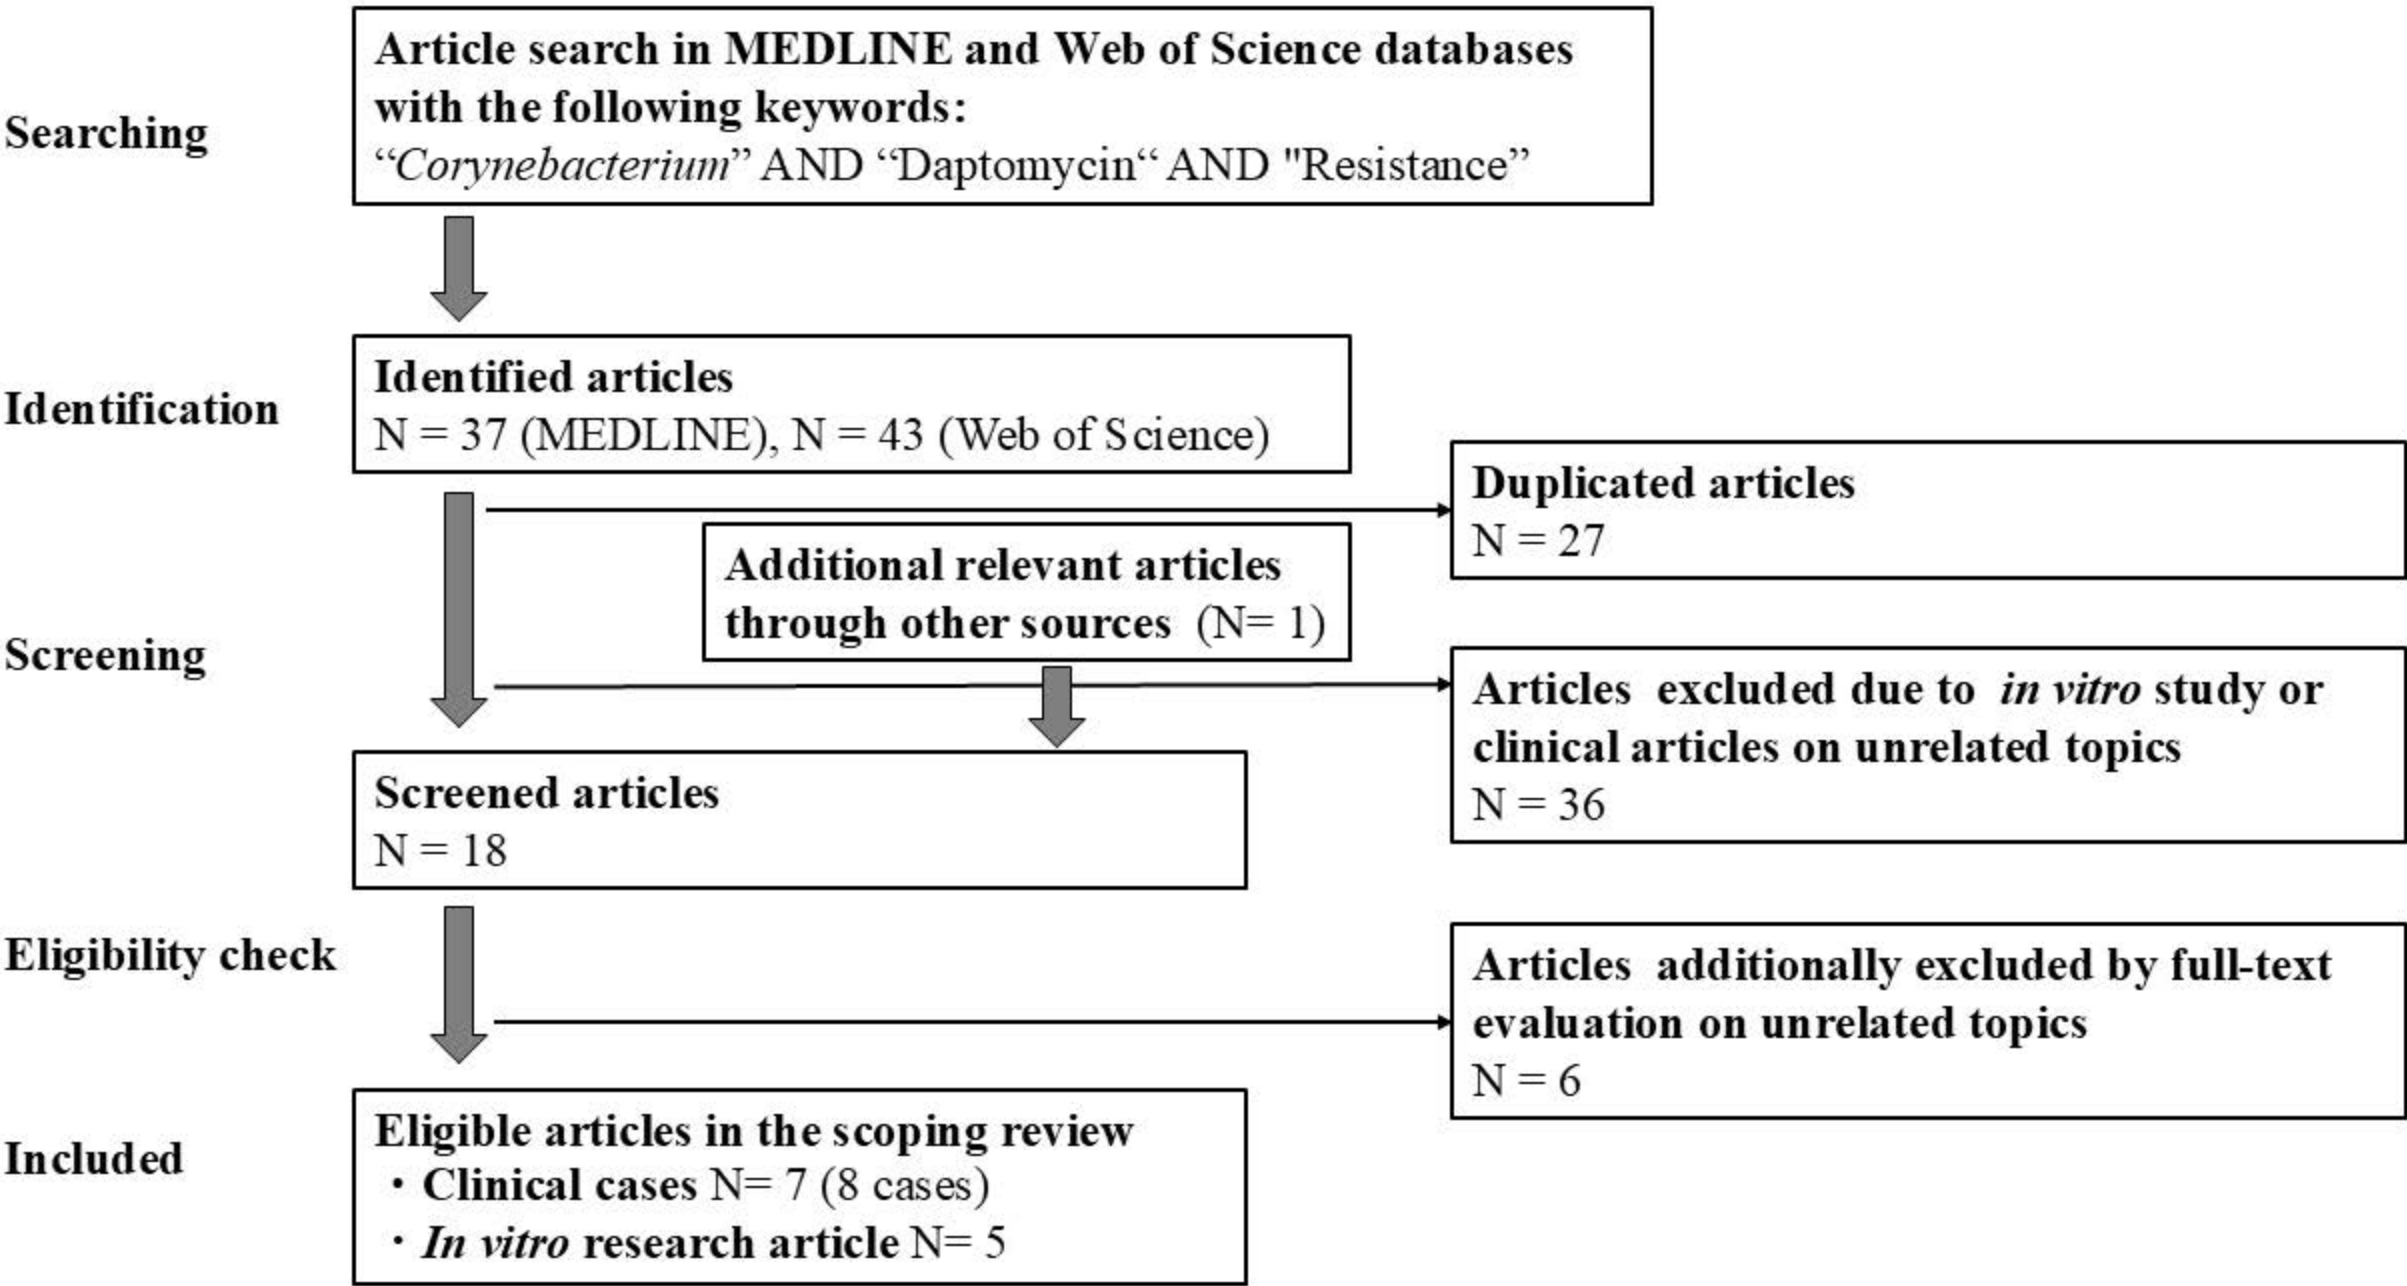 Searching
Article search in MEDLINE and Web of Science databases
with the following keywords:
“Corynebacterium” AND “Daptomycin“ AND "Resistance”
Identification
Identified articles
N = 37 (MEDLINE), N = 43 (Web of Science)
Duplicated articles
N = 27
Additional relevant articles
through other sources (N= 1)
Screening
Articles excluded due to in vitro study or
clinical articles on unrelated topics
N = 36
Screened articles
N = 18
Eligibility check
Articles additionally excluded by full-text
evaluation on unrelated topics
N = 6
Included
Eligible articles in the scoping review
・Clinical cases N= 7 (8 cases)
・In vitro research article N= 5